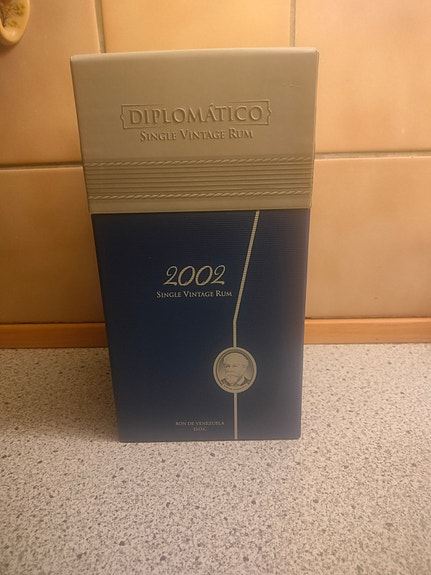 DIPLOMÁTICO
SINGLE VINTAGE RUM
2002
SINGLE VINTAGE RUM
RON DE VENEZUELA
D.O.C